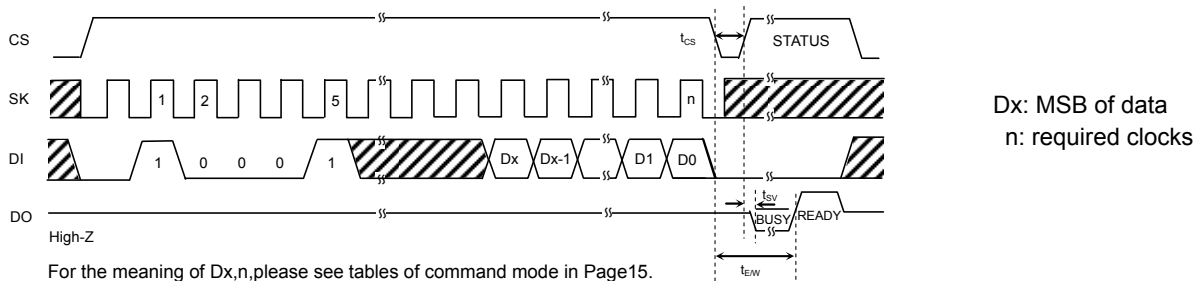 CS
tCS
STATUS
SK
1 2 5 n
DI
1 0 0 0 1 Dx Dx-1 D1 D0
DO
High-Z
tSV
BUSY
READY
tE/W
For the meaning of Dx,n,please see tables of command mode in Page15.
Dx: MSB of data
n: required clocks